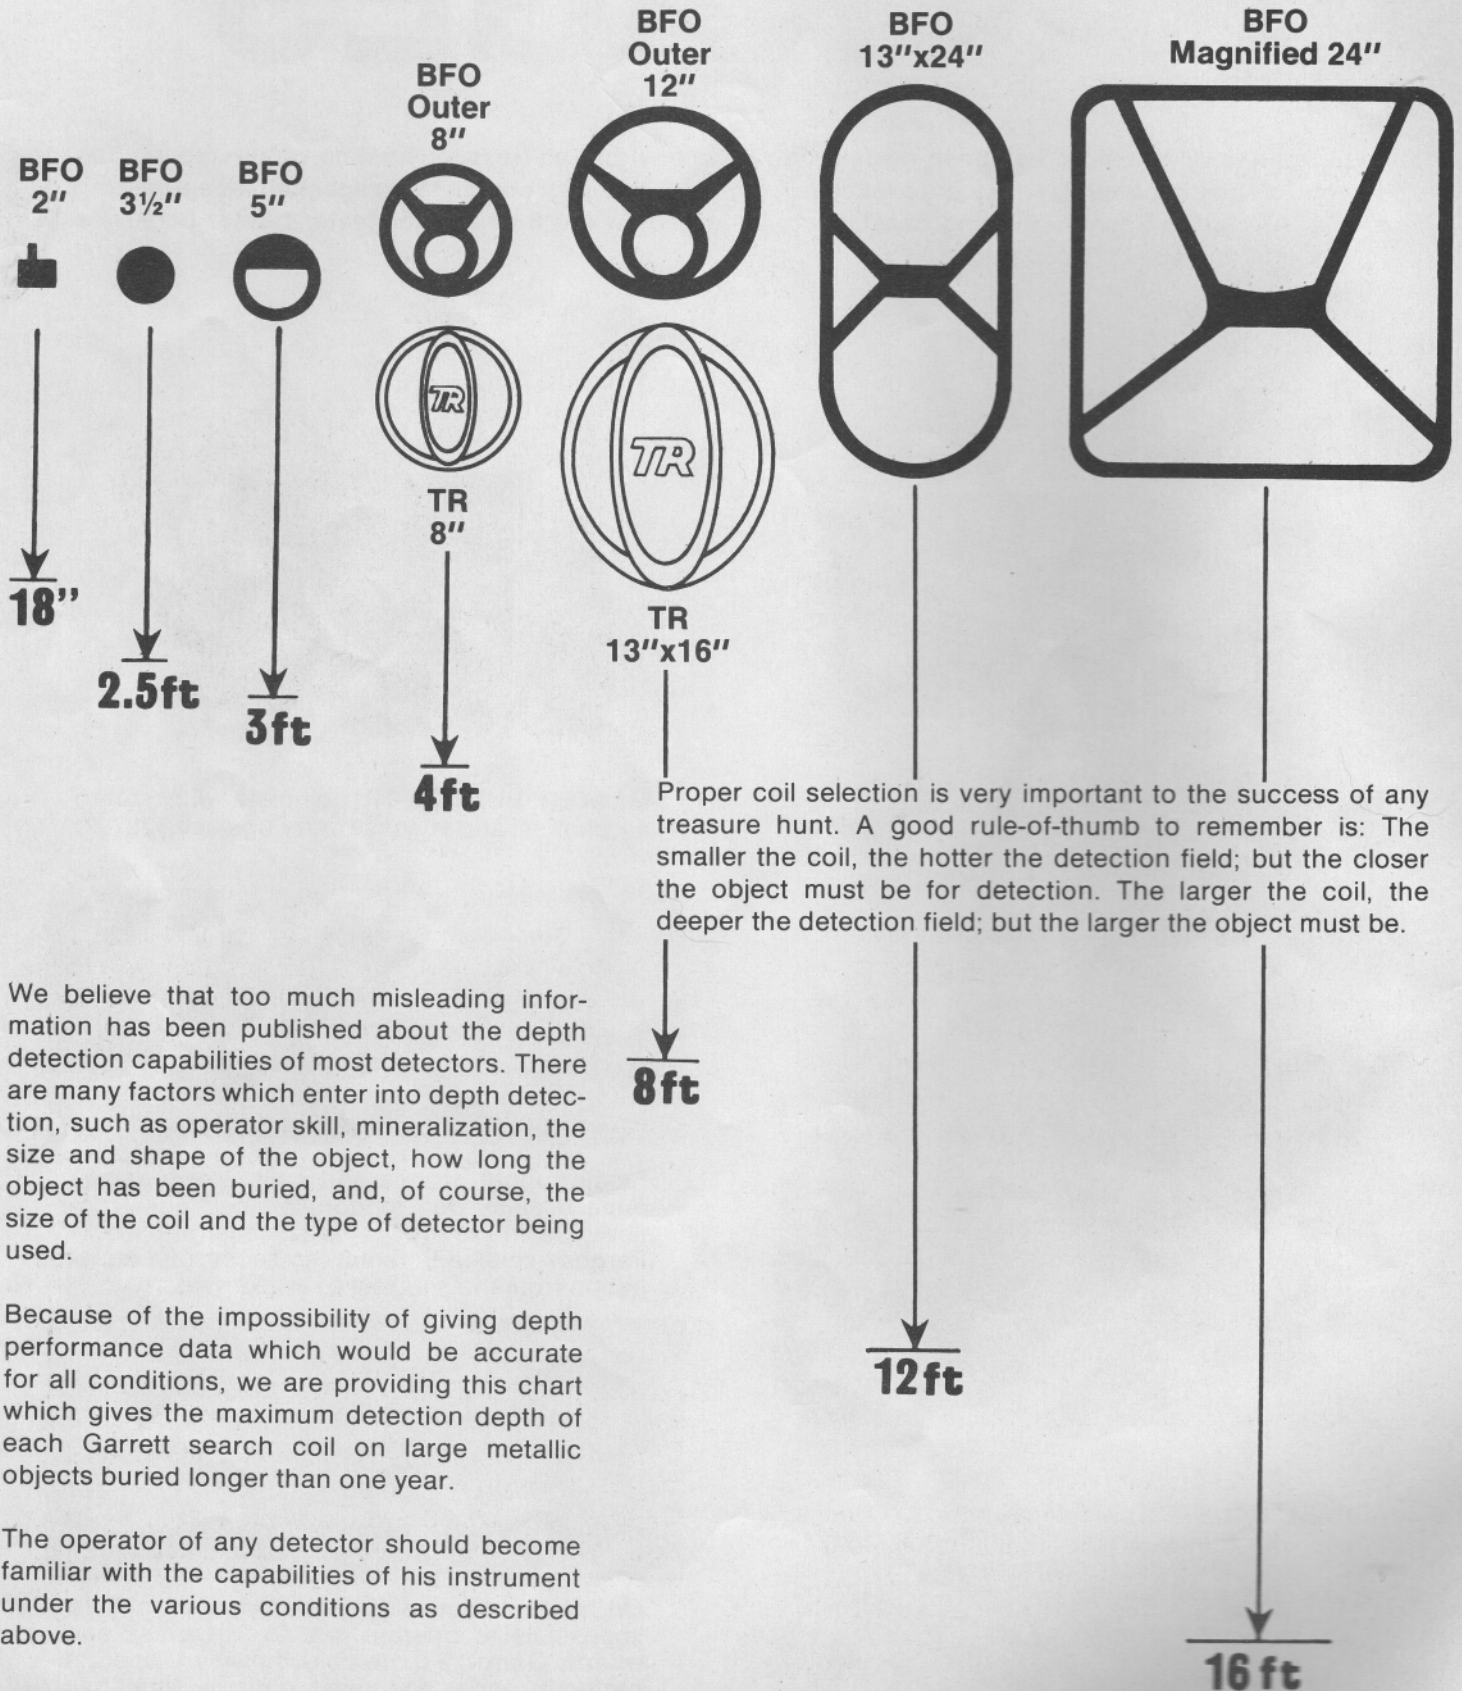 BFO
2"
BFO
3½"
BFO
5"
BFO
Outer
8"
BFO
Outer
12"
BFO
13"x24"
BFO
Magnified 24"
TR
TR
8"
TR
TR
13"x16"
18"
2.5ft
3ft
4ft
Proper coil selection is very important to the success of any
treasure hunt. A good rule-of-thumb to remember is: The
smaller the coil, the hotter the detection field; but the closer
the object must be for detection. The larger the coil, the
deeper the detection field; but the larger the object must be.
8ft
12ft
16ft
We believe that too much misleading infor-
mation has been published about the depth
detection capabilities of most detectors. There
are many factors which enter into depth detec-
tion, such as operator skill, mineralization, the
size and shape of the object, how long the
object has been buried, and, of course, the
size of the coil and the type of detector being
used.
Because of the impossibility of giving depth
performance data which would be accurate
for all conditions, we are providing this chart
which gives the maximum detection depth of
each Garrett search coil on large metallic
objects buried longer than one year.
The operator of any detector should become
familiar with the capabilities of his instrument
under the various conditions as described
above.